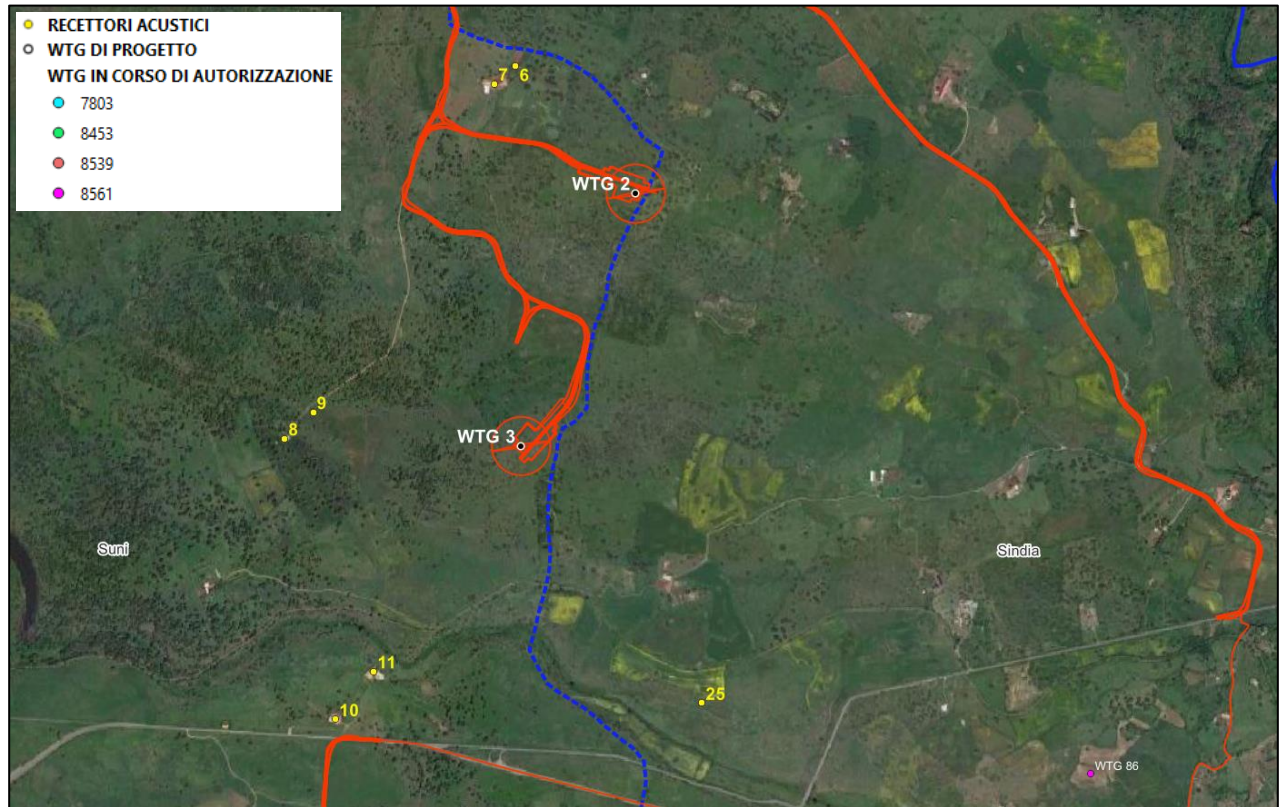 RECETTORI ACUSTICI
WTG DI PROGETTO
WTG IN CORSO DI AUTORIZZAZIONE
7803
8453
8539
8561
6
7
WTG 2
9
8
WTG 3
Suni
Sindia
11
25
10
WTG 86